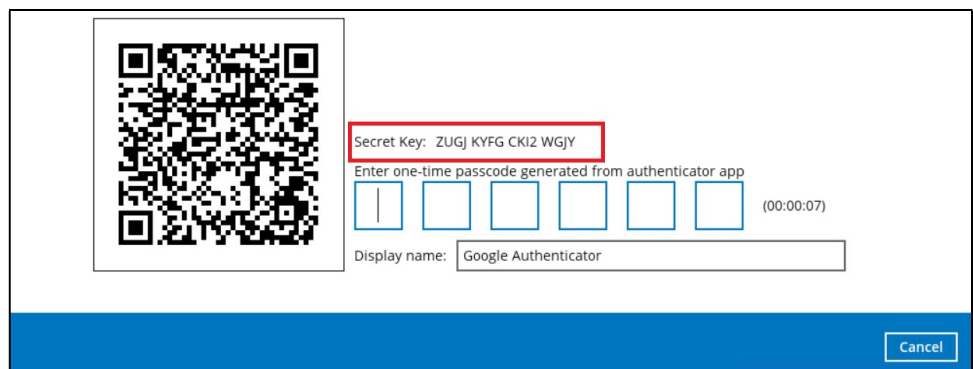 Secret Key: ZUGJ KYFG CKI2 WGJY
Enter one-time passcode generated from authenticator app
(00:00:07)
Display name: Google Authenticator
Cancel